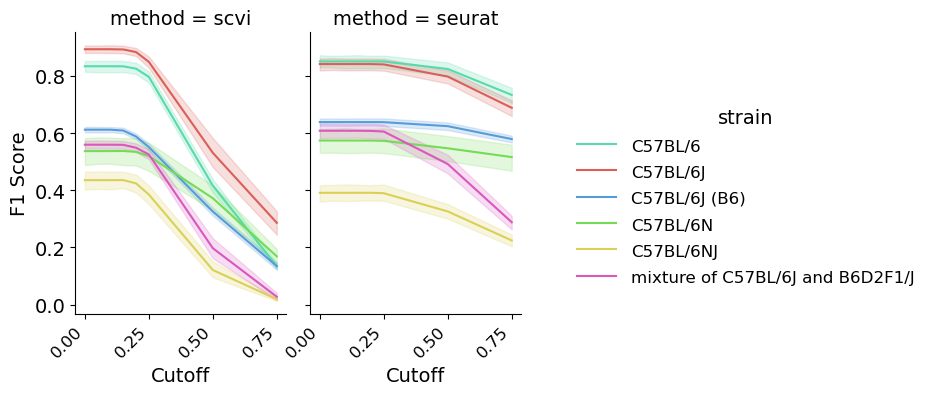 method = scvi
method = seurat
F1 Score
0.8
0.6
0.4
0.2
0.0
0.00
0.25
0.50
0.75
0.00
0.25
0.50
0.75
Cutoff
Cutoff
strain
C57BL/6
C57BL/6J
C57BL/6J (B6)
C57BL/6N
C57BL/6NJ
mixture of C57BL/6J and B6D2F1/J